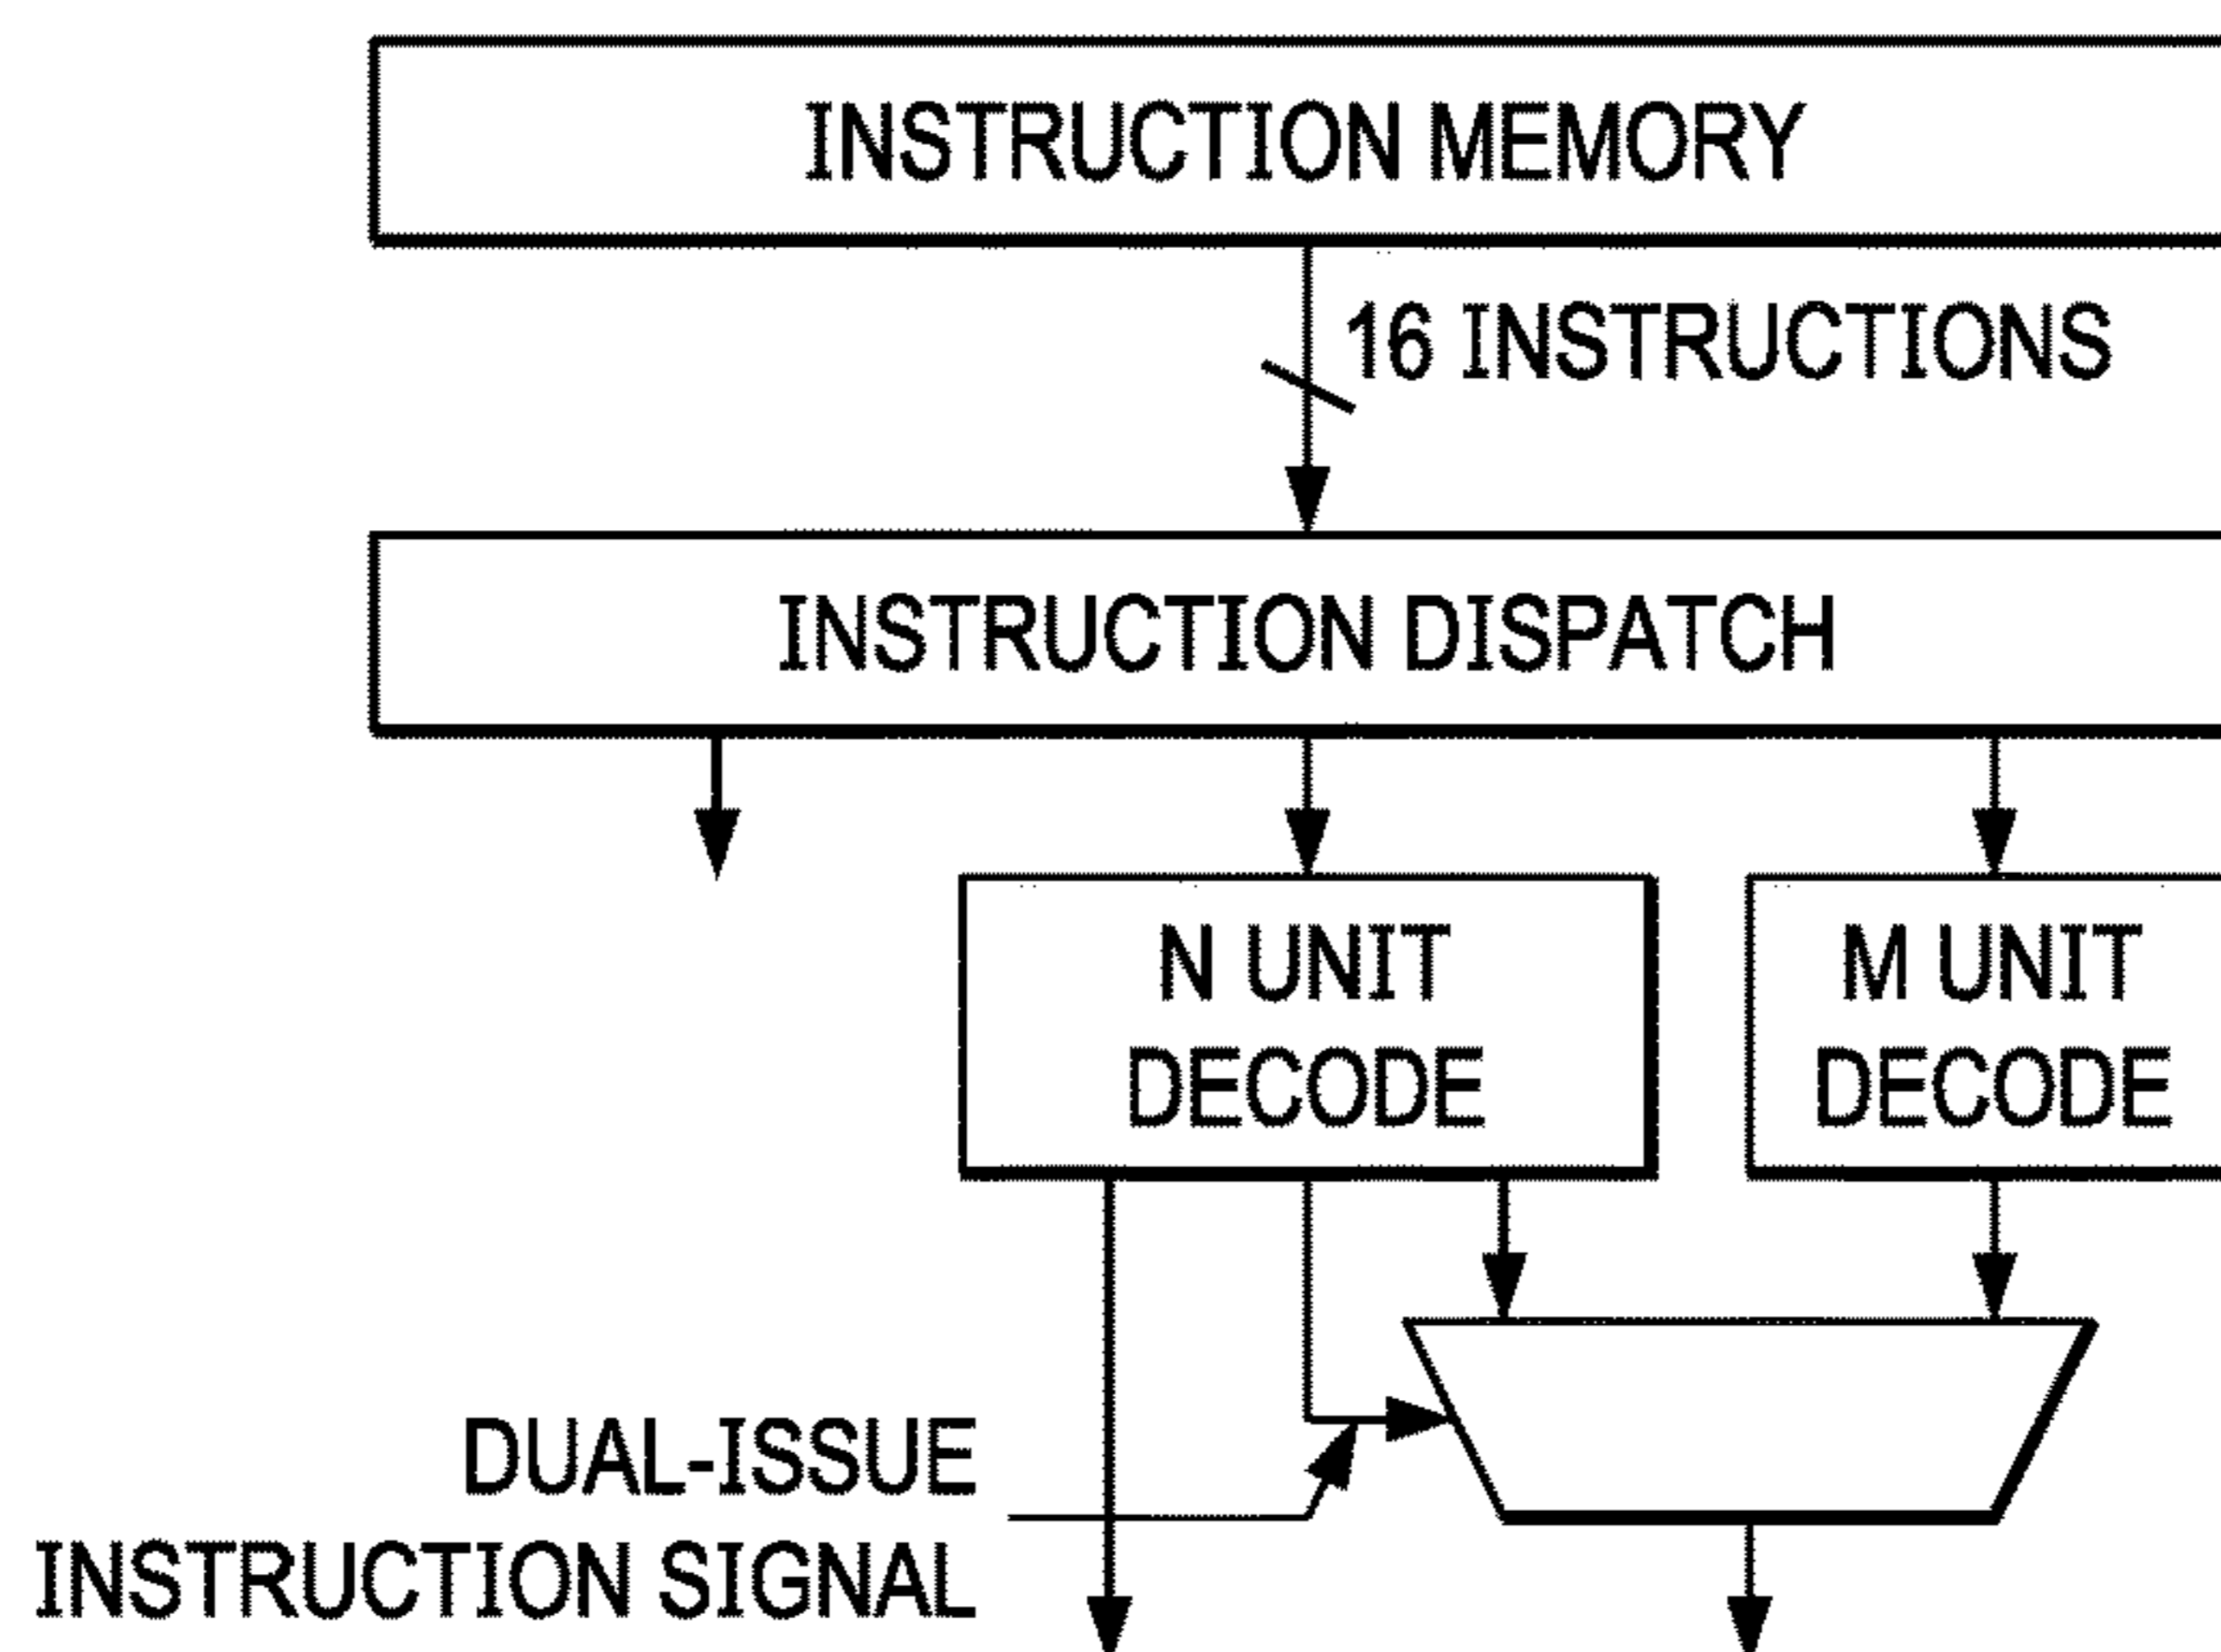 INSTRUCTION MEMORY
16 INSTRUCTIONS
INSTRUCTION DISPATCH
N UNIT
DECODE
M UNIT
DECODE
DUAL-ISSUE
INSTRUCTION SIGNAL